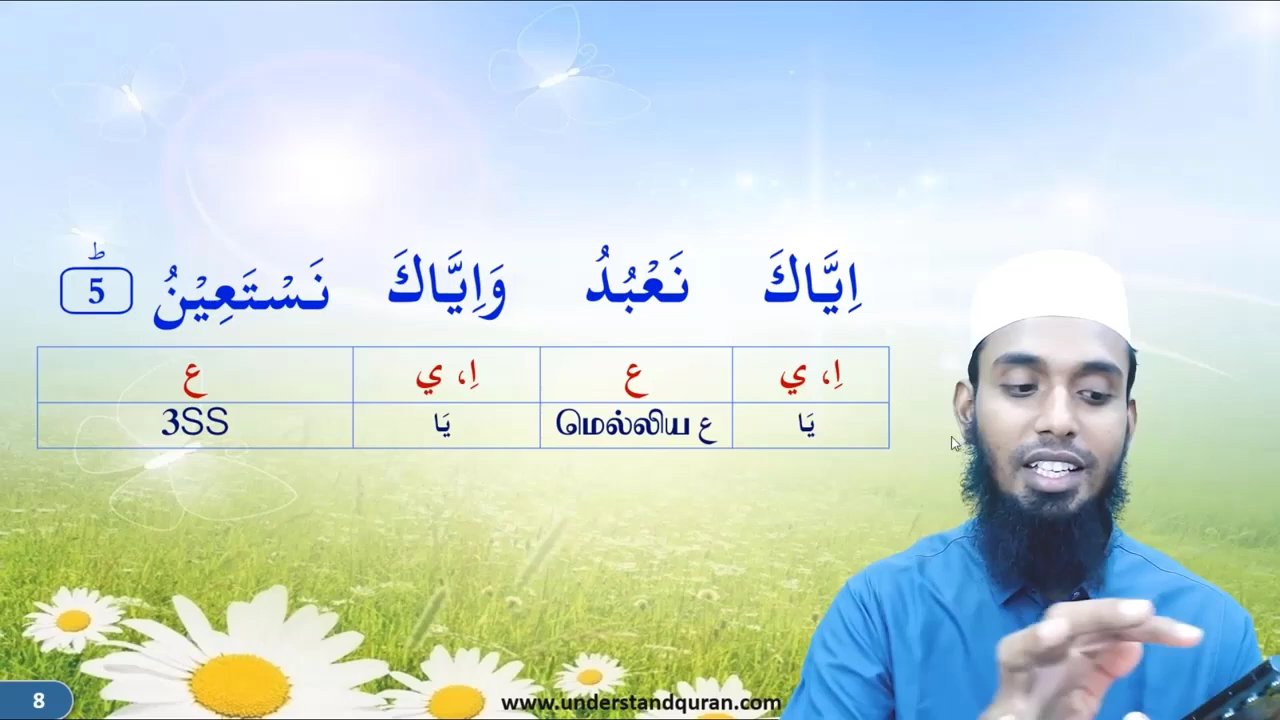 اِيَّاكَ نَعْبُدُ وَاِيَّاكَ نَسْتَعِيْنُ ؕ 5
اِ، ي ع اِ، ي ع
يَا மெல்லிய ع يَا 3SS
8 www.understandquran.com